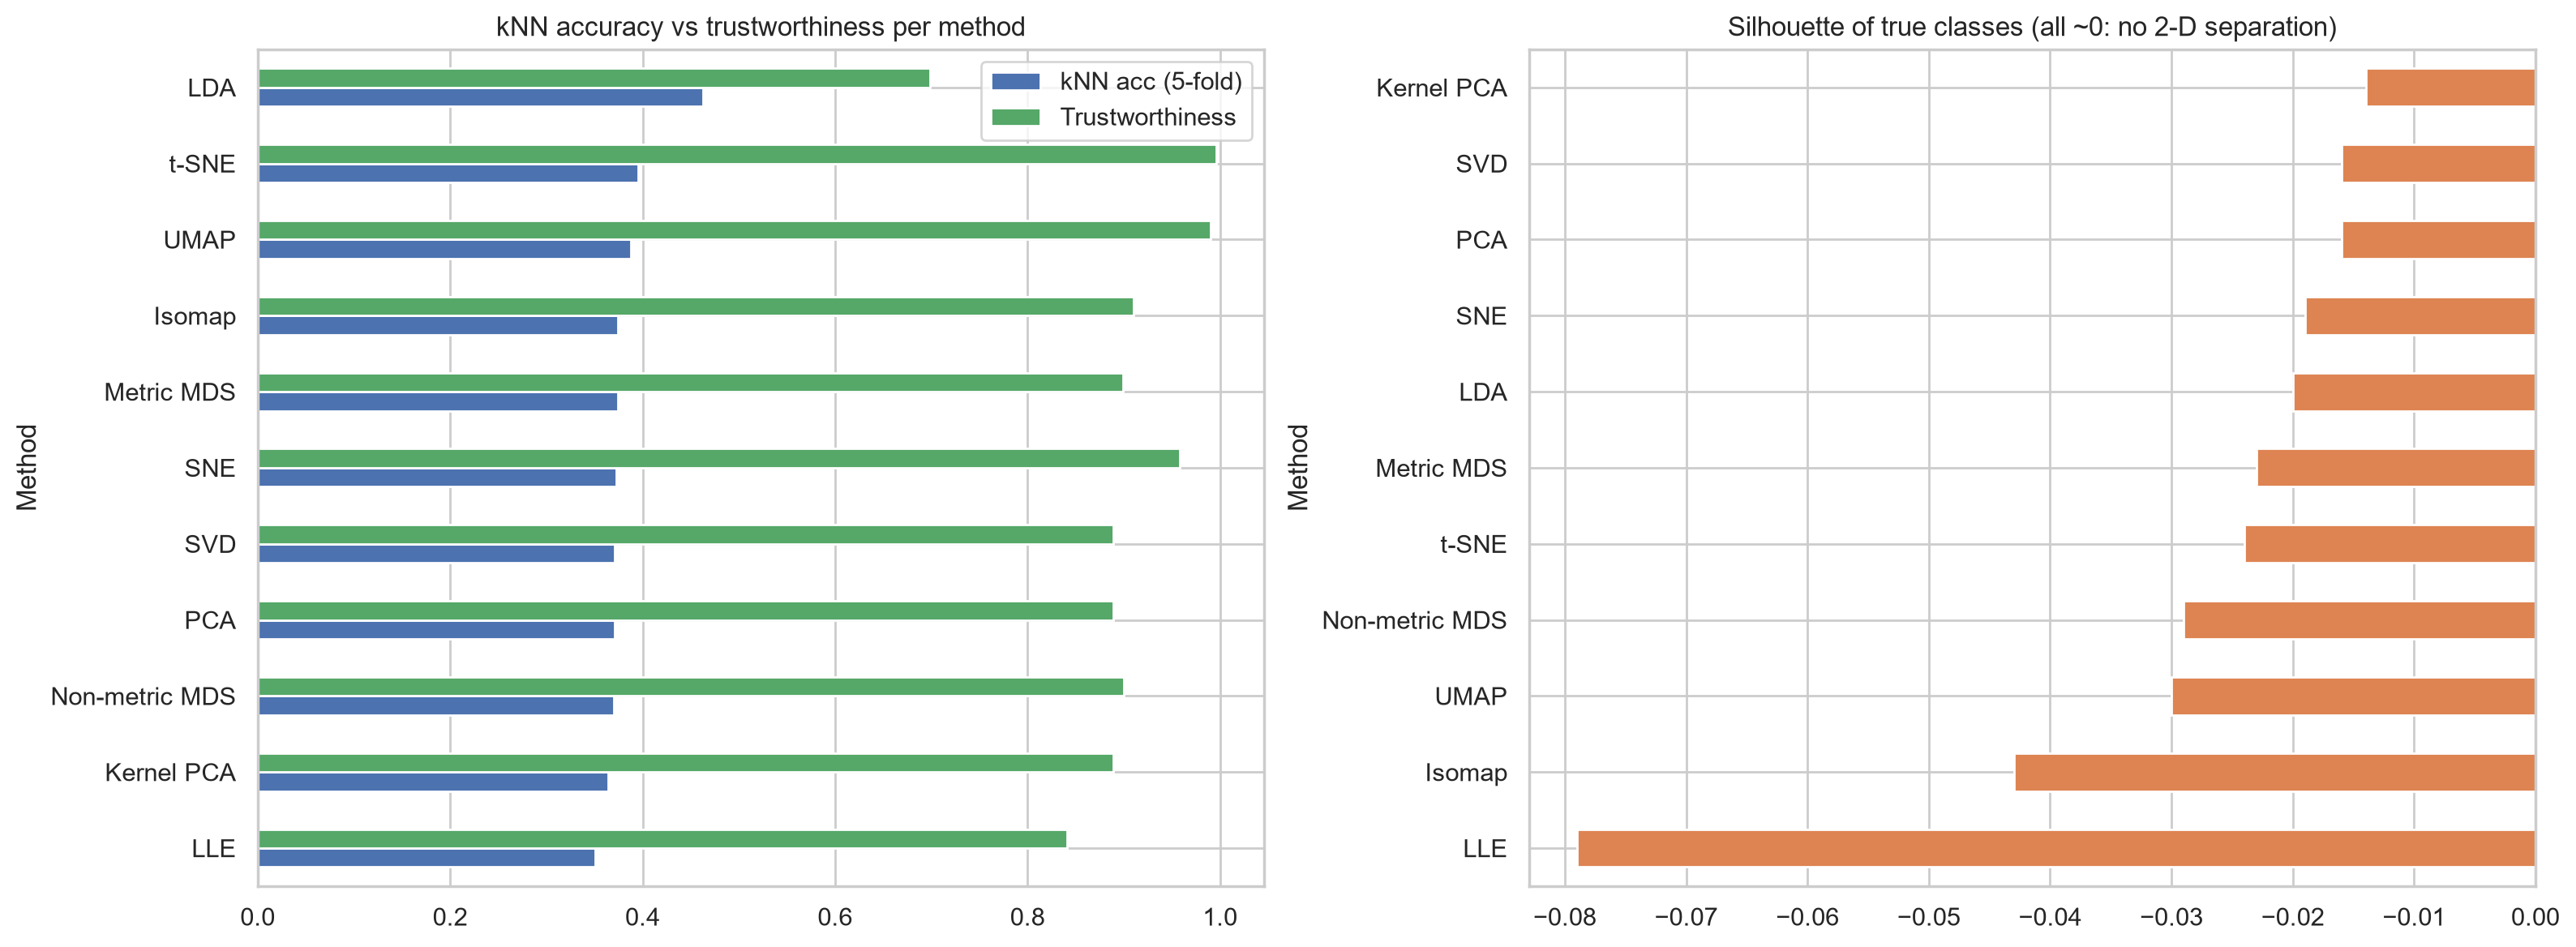 kNN accuracy vs trustworthiness per method
kNN acc (5-fold)
Trustworthiness
Method
LDA
t-SNE
UMAP
Isomap
Metric MDS
SNE
SVD
PCA
Non-metric MDS
Kernel PCA
LLE
0.0 0.2 0.4 0.6 0.8 1.0
Silhouette of true classes (all ~0: no 2-D separation)
Method
Kernel PCA
SVD
PCA
SNE
LDA
Metric MDS
t-SNE
Non-metric MDS
UMAP
Isomap
LLE
−0.08 −0.07 −0.06 −0.05 −0.04 −0.03 −0.02 −0.01 0.00